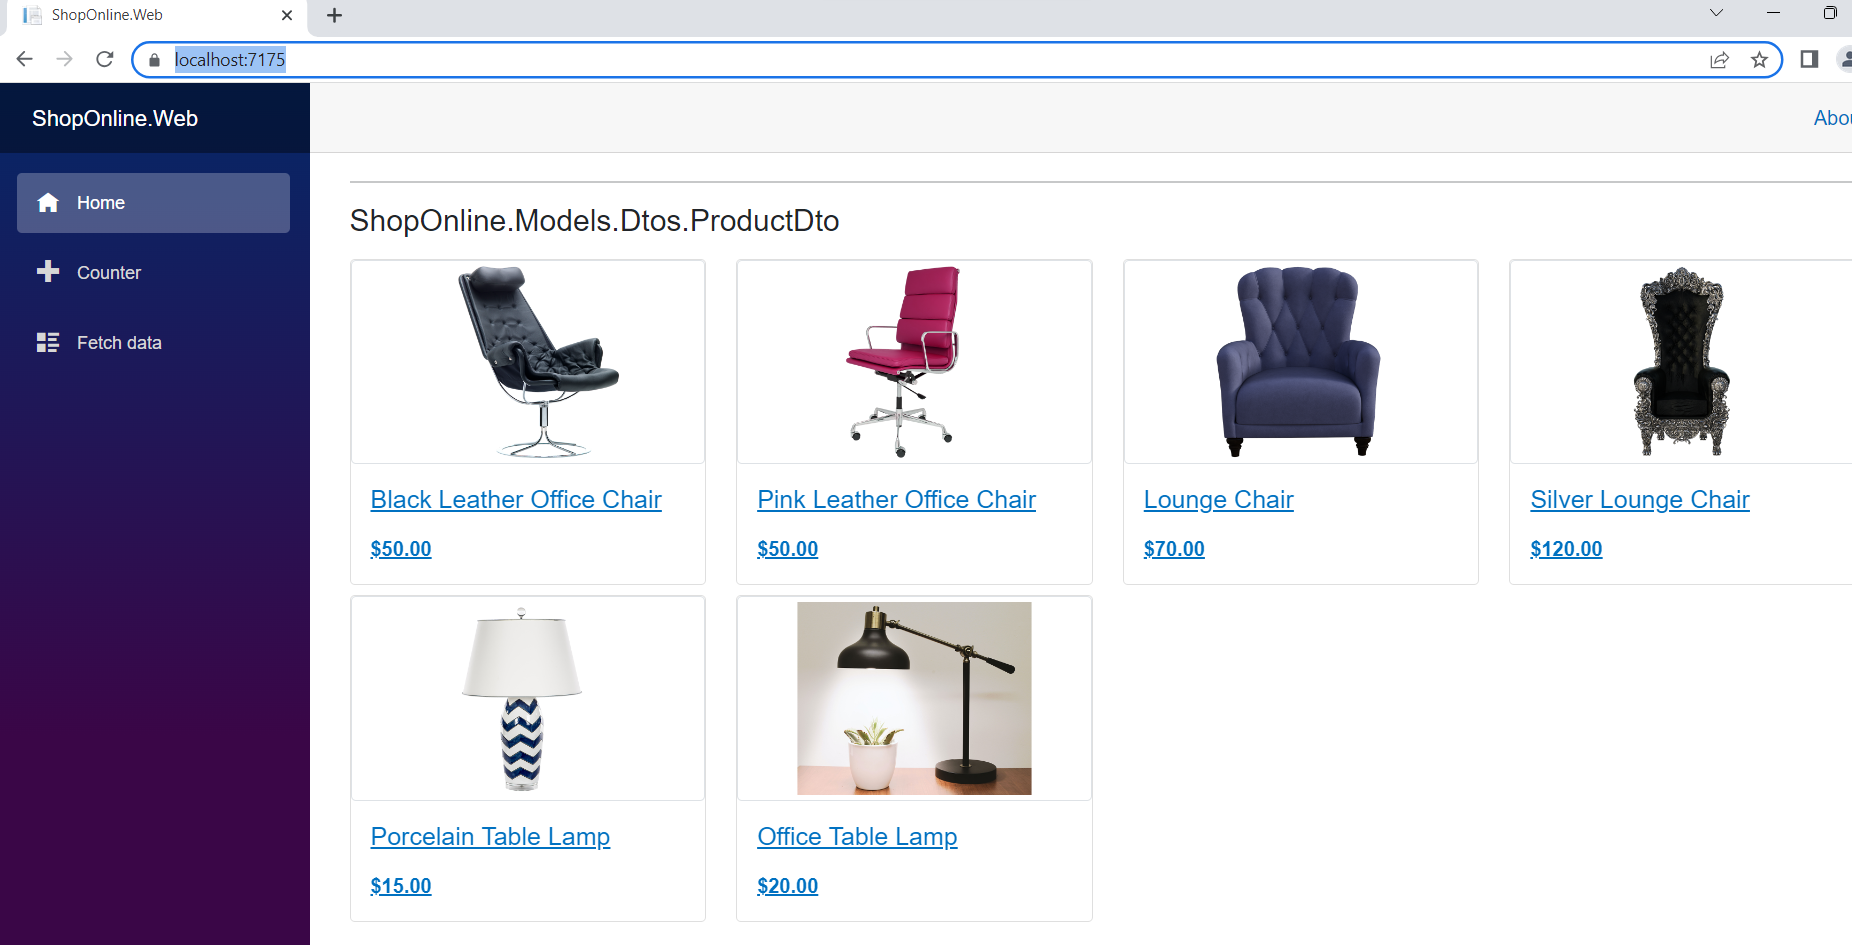 ShopOnline.Web
localhost:7175
ShopOnline.Web
Abou
Home
Counter
Fetch data
ShopOnline.Models.Dtos.ProductDto
Black Leather Office Chair
$50.00
Pink Leather Office Chair
$50.00
Lounge Chair
$70.00
Silver Lounge Chair
$120.00
Porcelain Table Lamp
$15.00
Office Table Lamp
$20.00